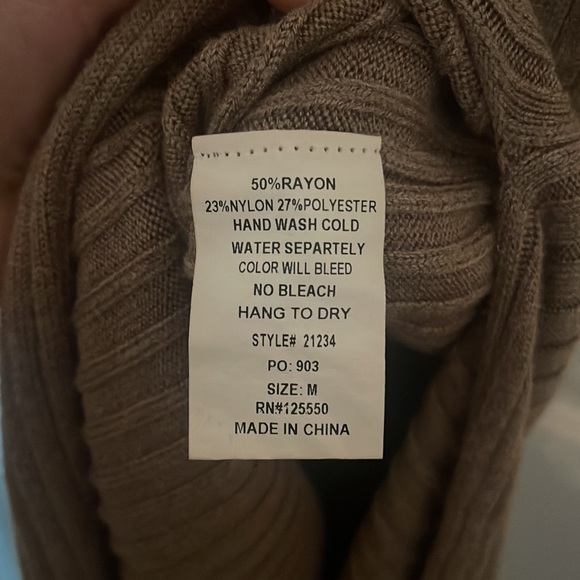 50%RAYON
23%NYLON 27%POLYESTER
HAND WASH COLD
WATER SEPARTELY
COLOR WILL BLEED
NO BLEACH
HANG TO DRY
STYLE# 21234
PO: 903
SIZE: M
RN#125550
MADE IN CHINA